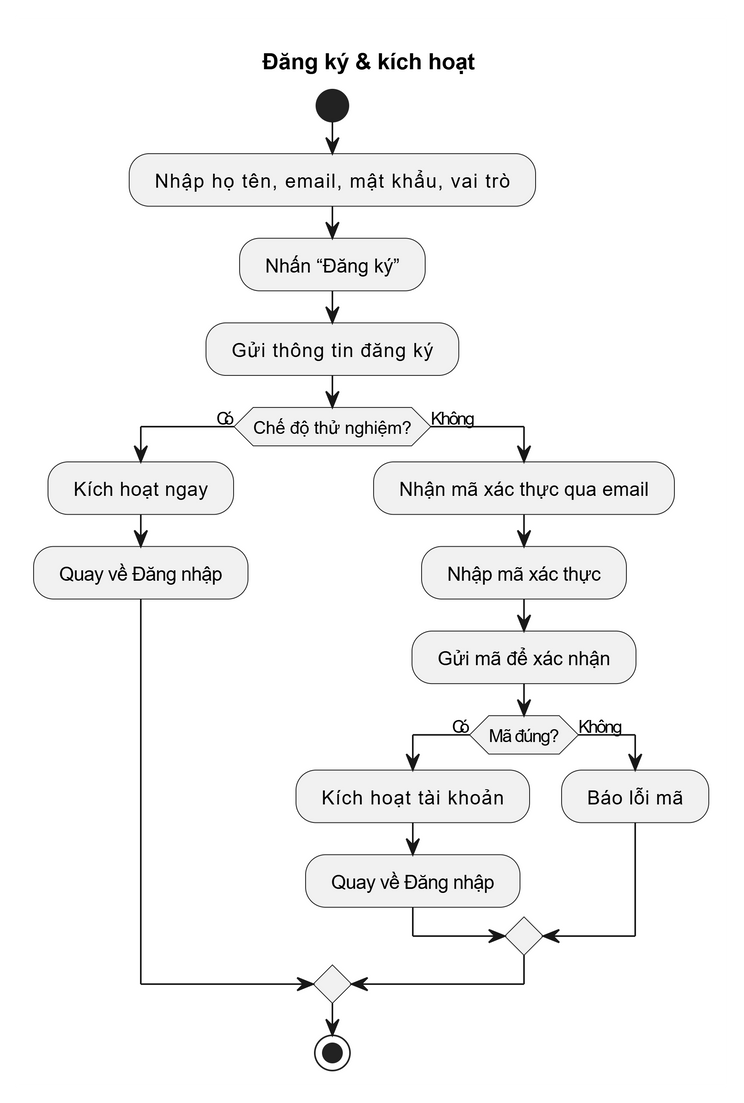 Đăng ký & kích hoạt
Nhập họ tên, email, mật khẩu, vai trò
Nhấn “Đăng ký”
Gửi thông tin đăng ký
Có
Chế độ thử nghiệm?
Không
Kích hoạt ngay
Nhận mã xác thực qua email
Quay về Đăng nhập
Nhập mã xác thực
Gửi mã để xác nhận
Có
Mã đúng?
Không
Kích hoạt tài khoản
Báo lỗi mã
Quay về Đăng nhập